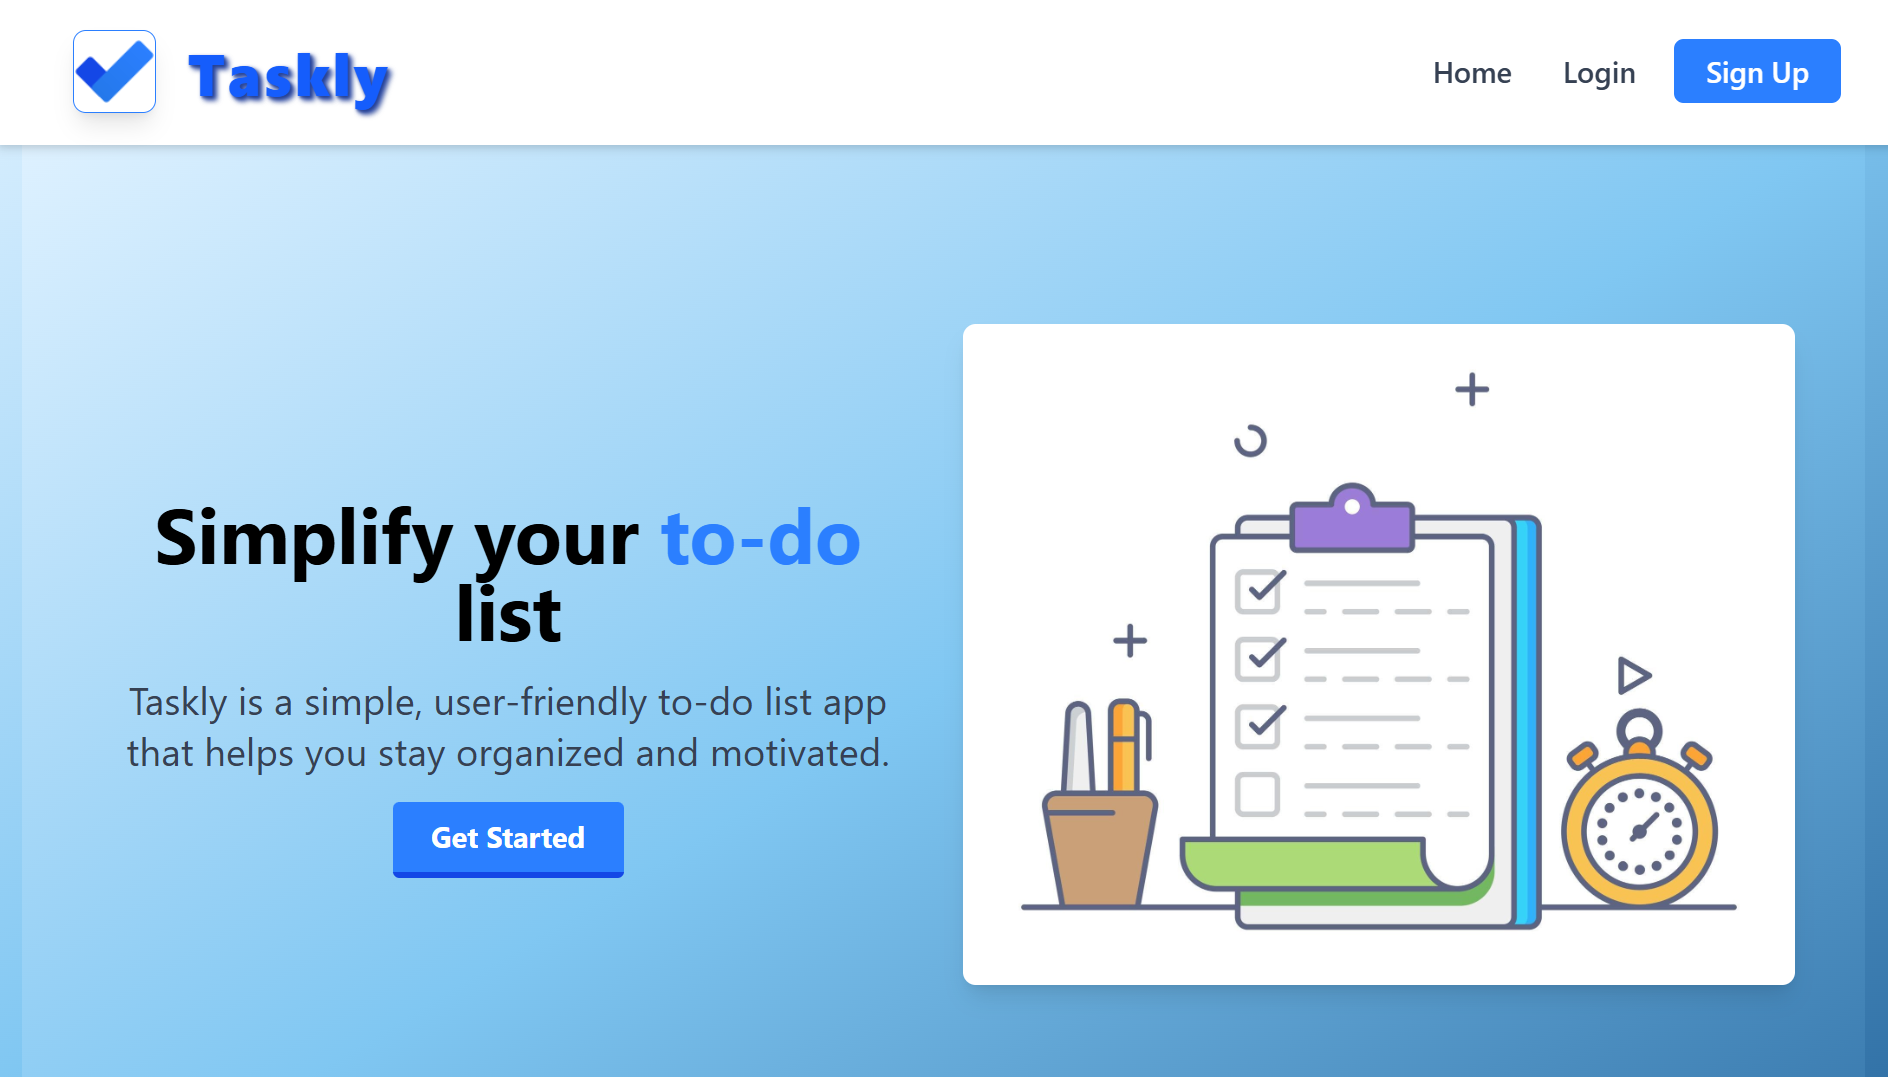 Taskly
Home Login Sign Up
Simplify your to-do
list
Taskly is a simple, user-friendly to-do list app
that helps you stay organized and motivated.
Get Started